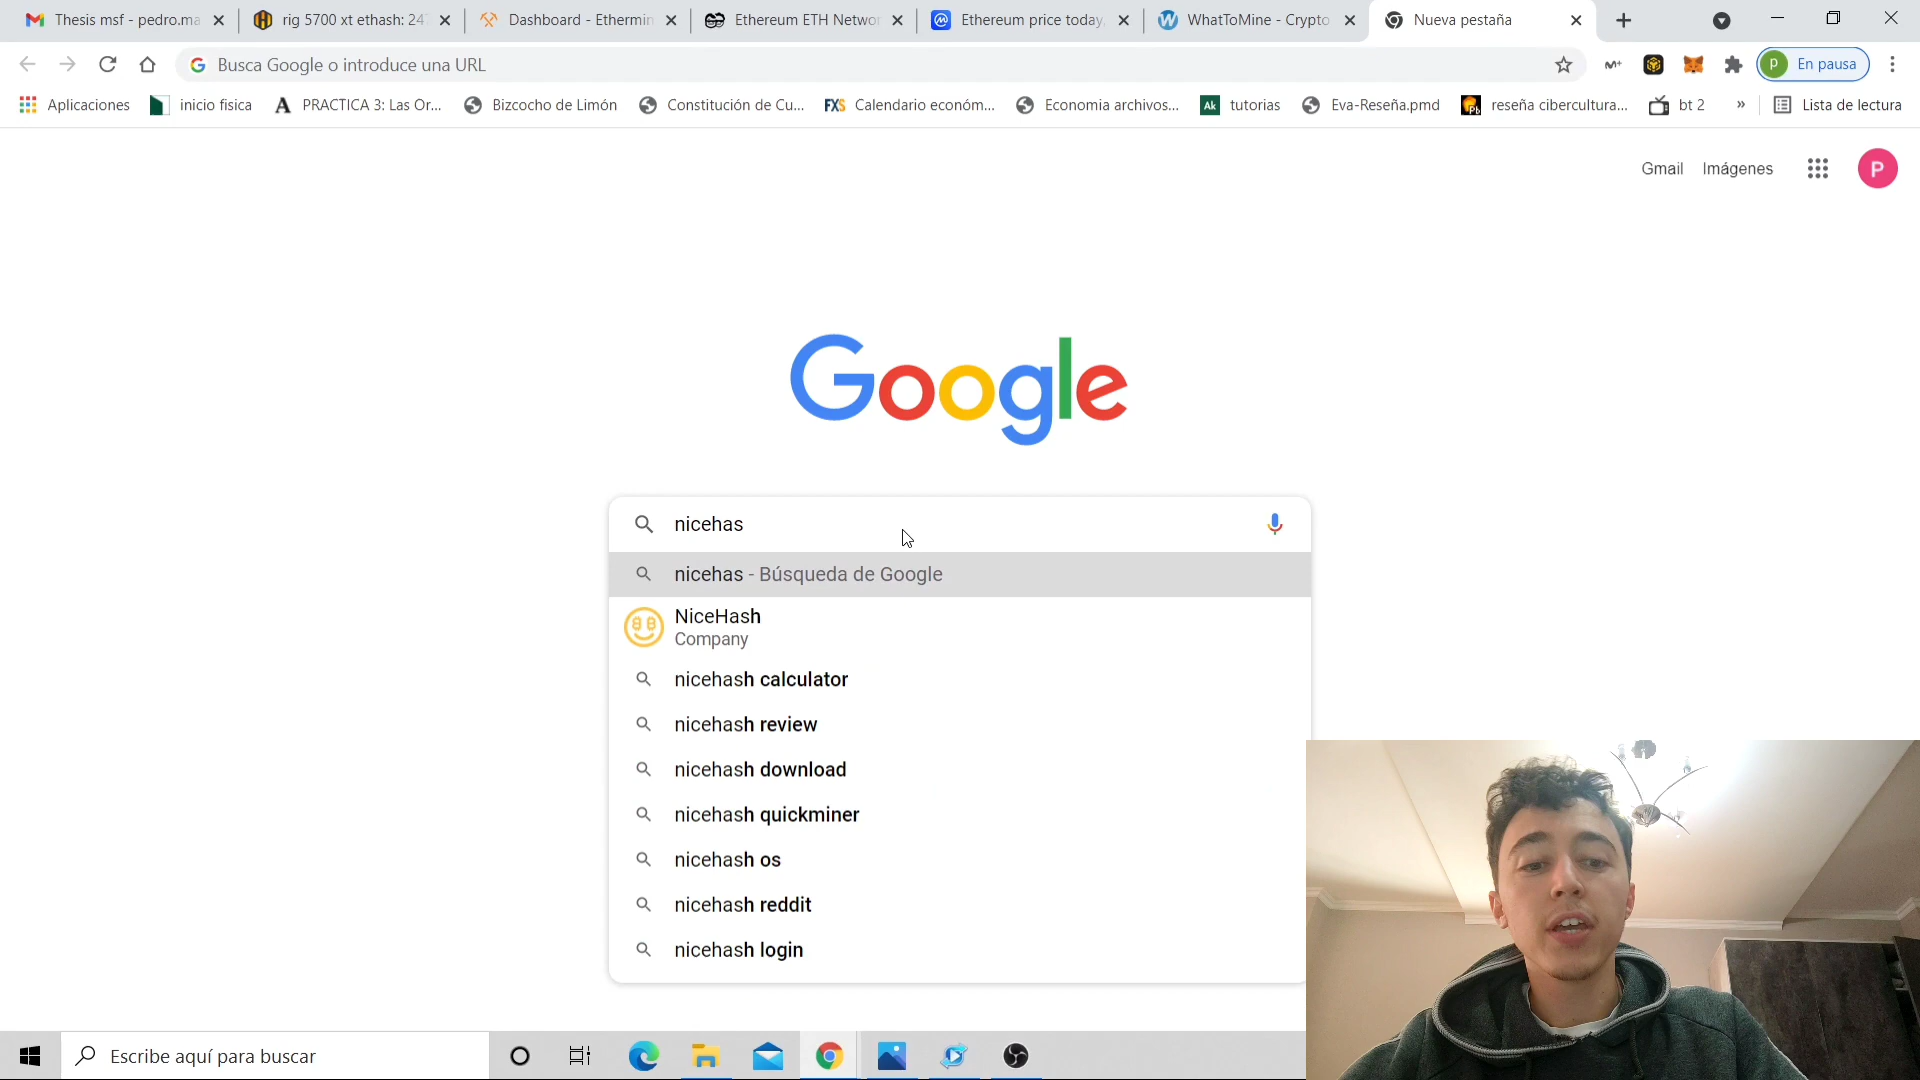 Thesis msf - pedro.ma
rig 5700 xt ethash: 24
Dashboard - Ethermin
Ethereum ETH Networ
Ethereum price today,
WhatToMine - Crypto
Nueva pestaña
Busca Google o introduce una URL
P
En pausa
Aplicaciones
inicio fisica
PRACTICA 3: Las Or...
Bizcocho de Limón
Constitución de Cu...
FXS Calendario económ...
Economia archivos...
Ak tutorias
Eva-Reseña.pmd
reseña cibercultura...
bt 2
»
Lista de lectura
Gmail
Imágenes
P
Google
nicehas
nicehas - Búsqueda de Google
NiceHash
Company
nicehash calculator
nicehash review
nicehash download
nicehash quickminer
nicehash os
nicehash reddit
nicehash login
Escribe aquí para buscar